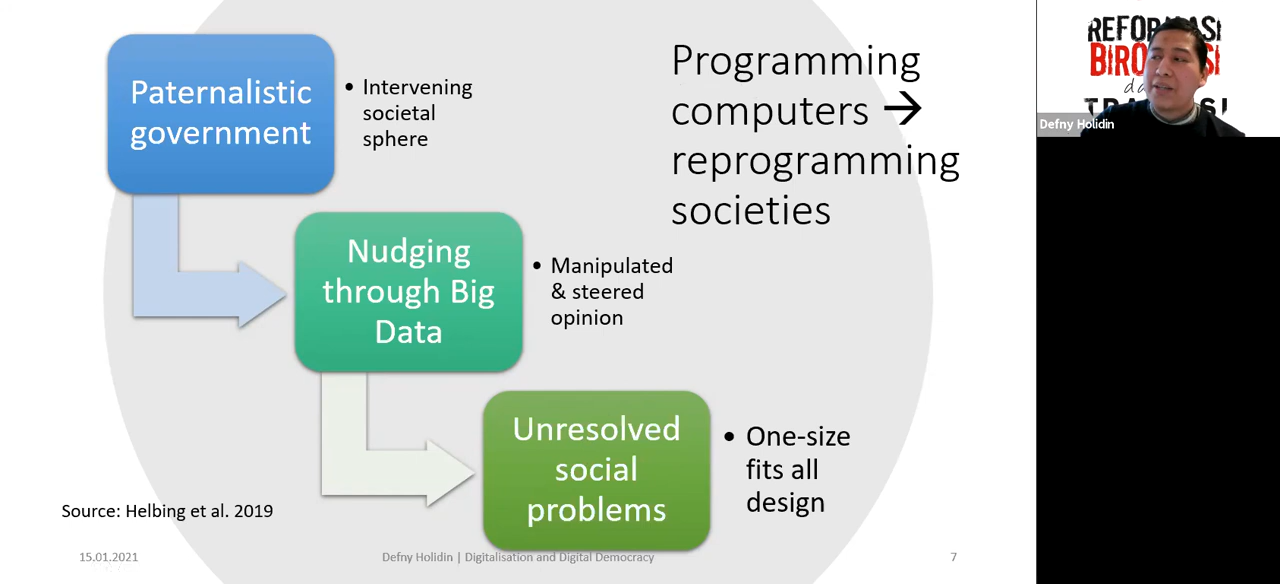 Paternalistic
government
• Intervening
societal
sphere
Programming
computers →
reprogramming
societies
Nudging
through Big
Data
• Manipulated
& steered
opinion
Unresolved
social
problems
• One-size
fits all
design
Source: Helbing et al. 2019
15.01.2021
Defny Holidin | Digitalisation and Digital Democracy
7
Defny Holidin